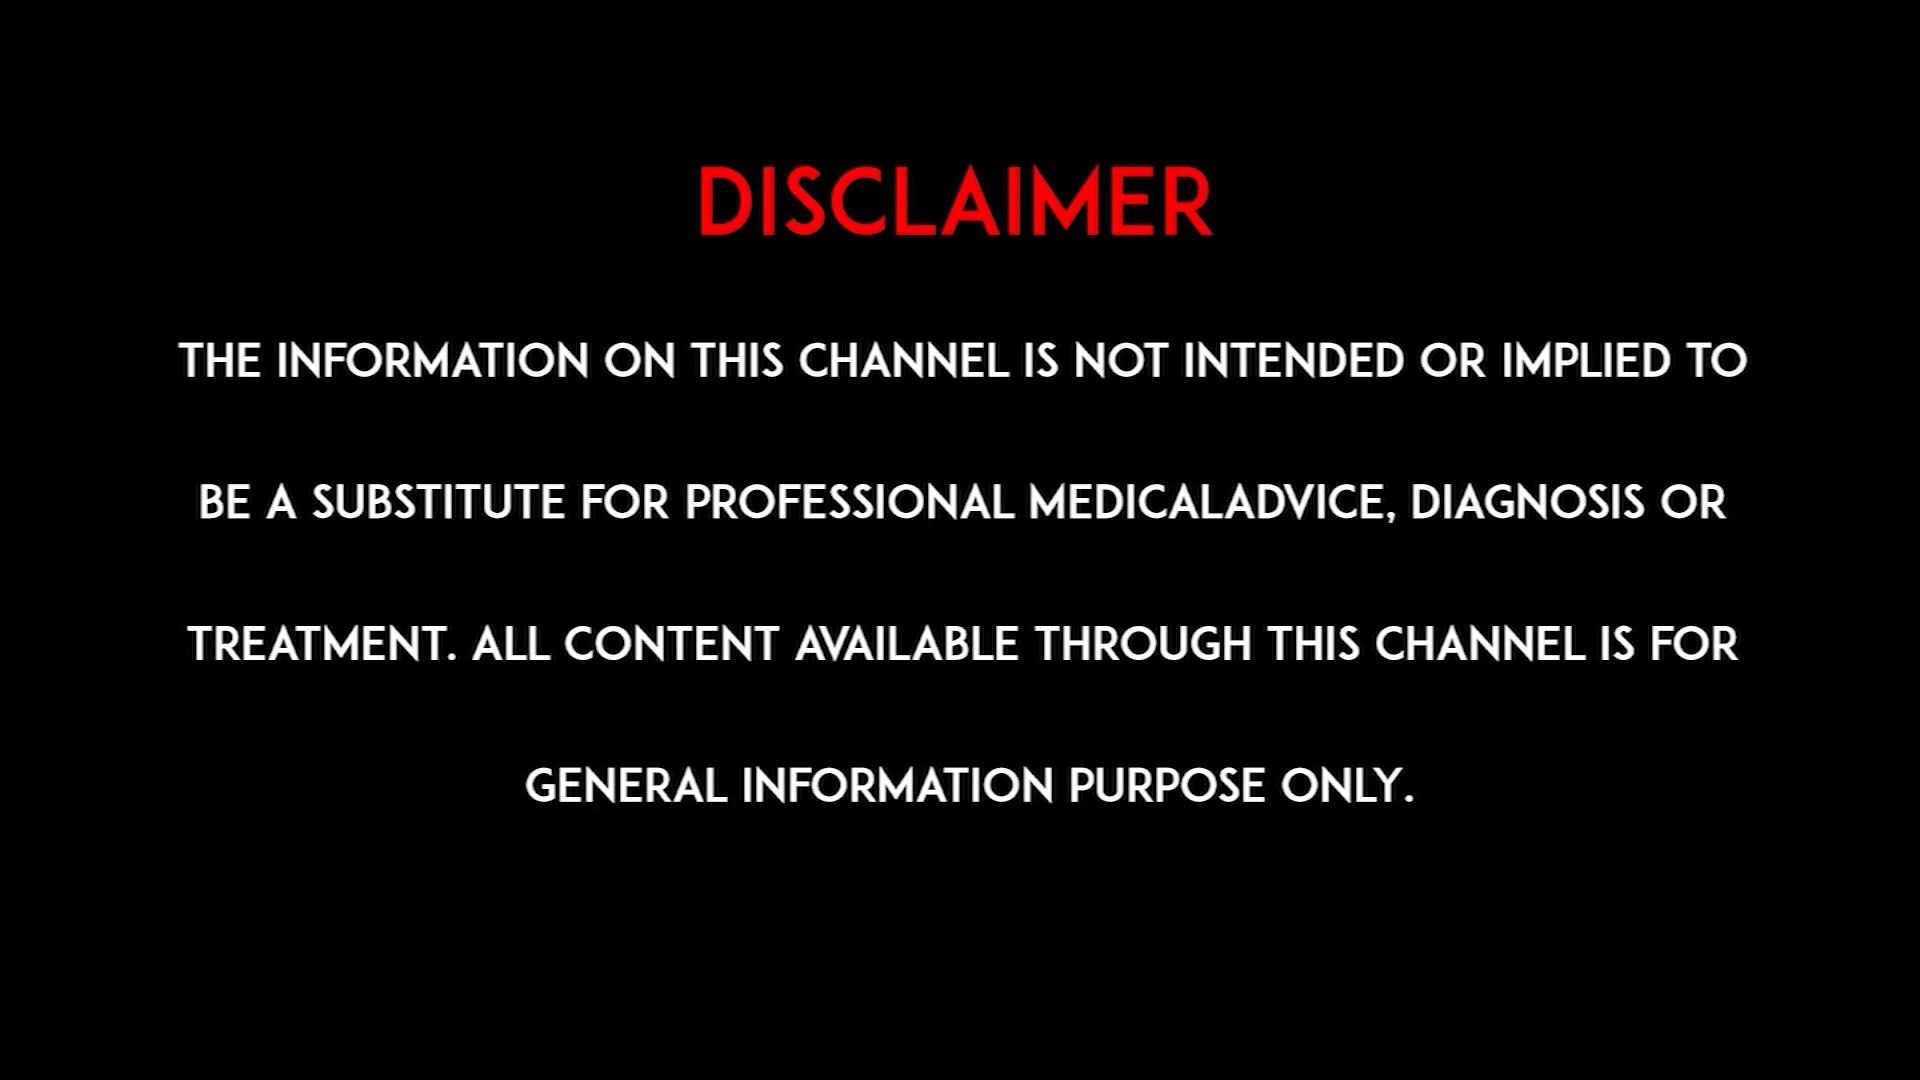 DISCLAIMER
THE INFORMATION ON THIS CHANNEL IS NOT INTENDED OR IMPLIED TO
BE A SUBSTITUTE FOR PROFESSIONAL MEDICALADVICE, DIAGNOSIS OR
TREATMENT. ALL CONTENT AVAILABLE THROUGH THIS CHANNEL IS FOR
GENERAL INFORMATION PURPOSE ONLY.